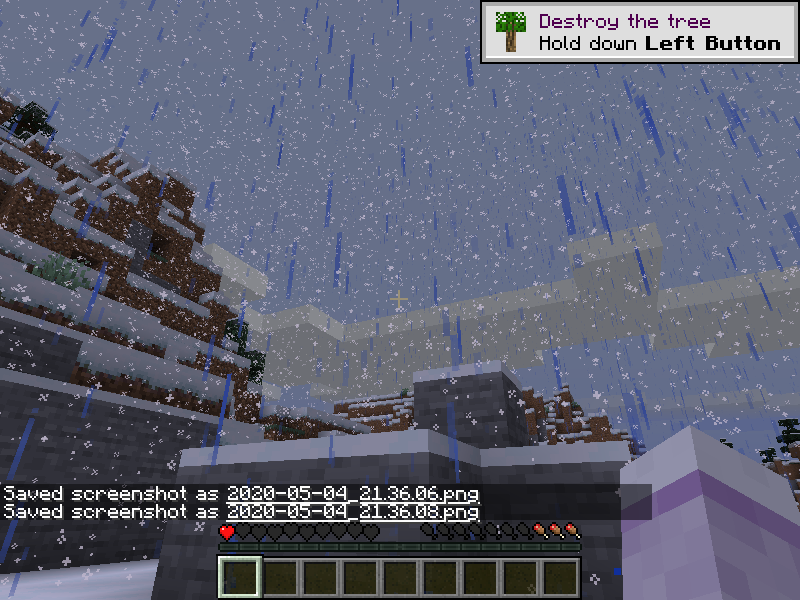 Destroy the tree
Hold down Left Button
Saved screenshot as 2020-05-04_21.36.06.png
Saved screenshot as 2020-05-04_21.36.08.png